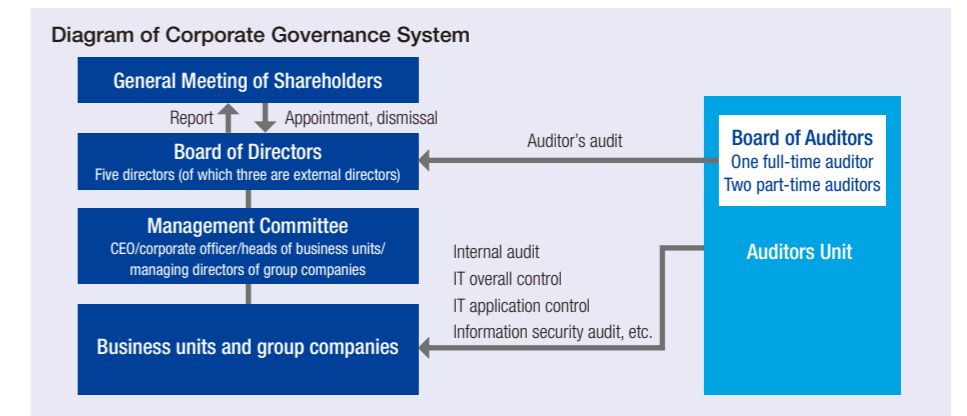 Diagram of Corporate Governance System
General Meeting of Shareholders
Report
Appointment, dismissal
Board of Directors
Five directors (of which three are external directors)
Auditor's audit
Board of Auditors
One full-time auditor
Two part-time auditors
Management Committee
CEO/corporate officer/heads of business units/
managing directors of group companies
Internal audit
IT overall control
IT application control
Information security audit, etc.
Auditors Unit
Business units and group companies